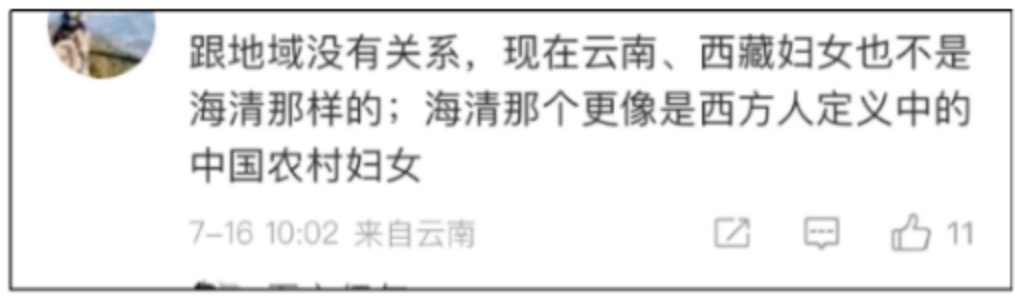 跟地域没有关系，现在云南、西藏妇女也不是
海清那样的；海清那个更像是西方人定义中的
中国农村妇女
7-16 10:02 来自云南
11